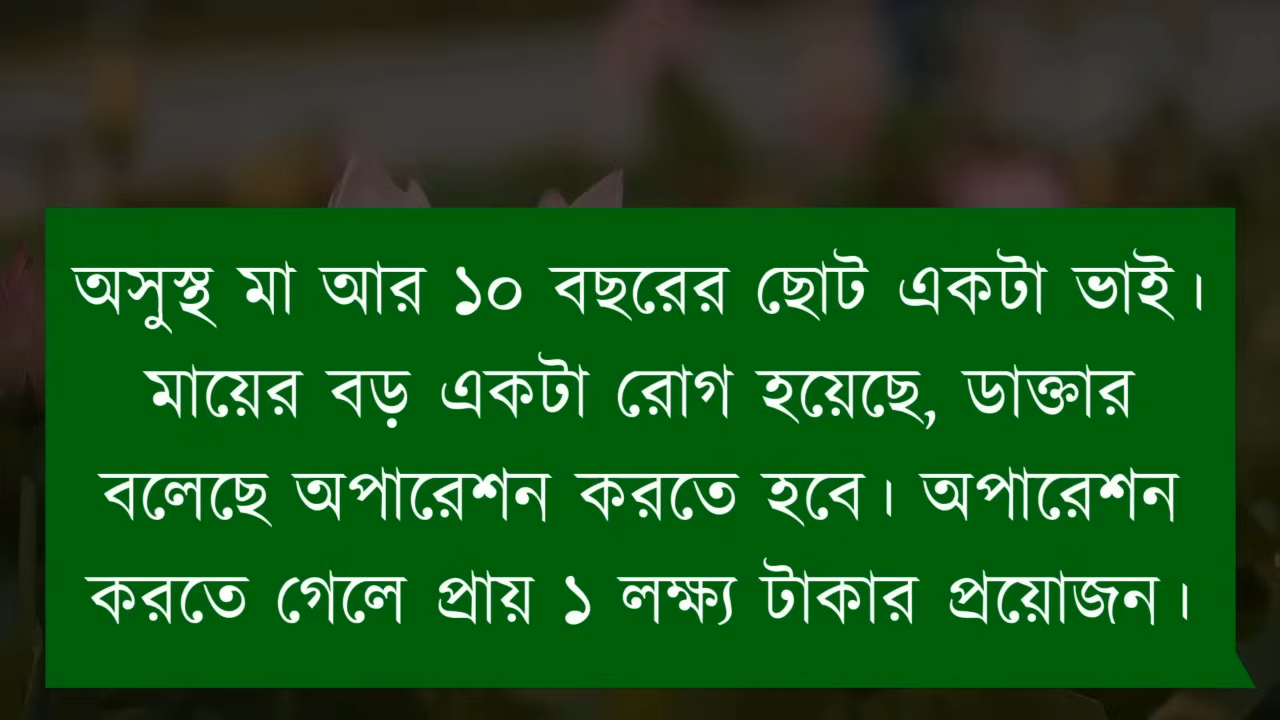 অসুস্থ মা আর ১০ বছরের ছোট একটা ভাই।
মায়ের বড় একটা রোগ হয়েছে, ডাক্তার
বলেছে অপারেশন করতে হবে। অপারেশন
করতে গেলে প্রায় ১ লক্ষ্য টাকার প্রয়োজন।